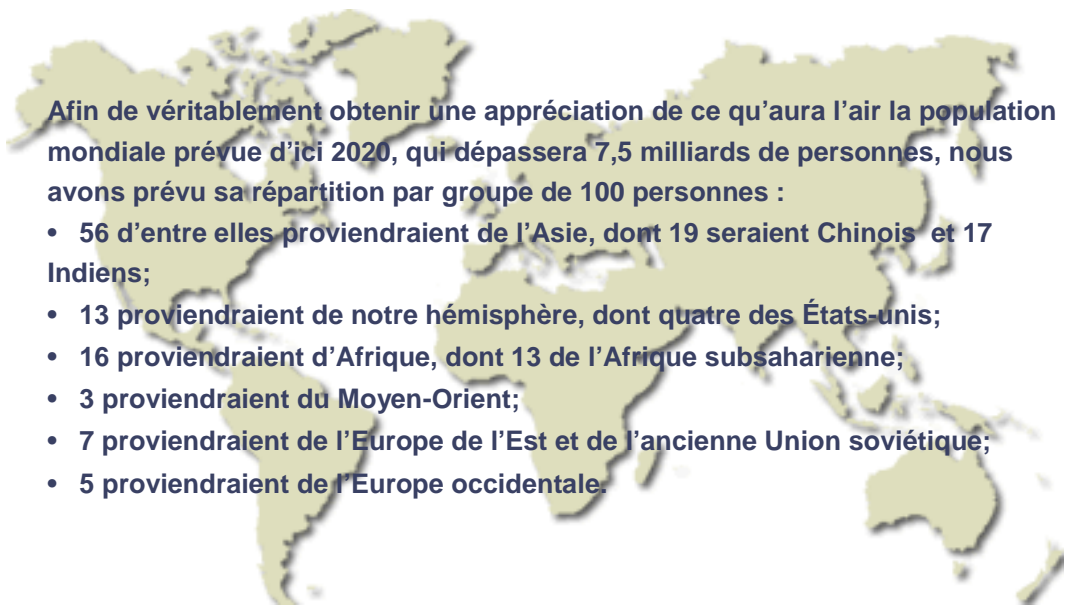 Afin de véritablement obtenir une appréciation de ce qu’aura l’air la population
mondiale prévue d’ici 2020, qui dépassera 7,5 milliards de personnes, nous
avons prévu sa répartition par groupe de 100 personnes :
• 56 d’entre elles proviendraient de l’Asie, dont 19 seraient Chinois et 17
Indiens;
• 13 proviendraient de notre hémisphère, dont quatre des États-unis;
• 16 proviendraient d’Afrique, dont 13 de l’Afrique subsaharienne;
• 3 proviendraient du Moyen-Orient;
• 7 proviendraient de l’Europe de l’Est et de l’ancienne Union soviétique;
• 5 proviendraient de l’Europe occidentale.